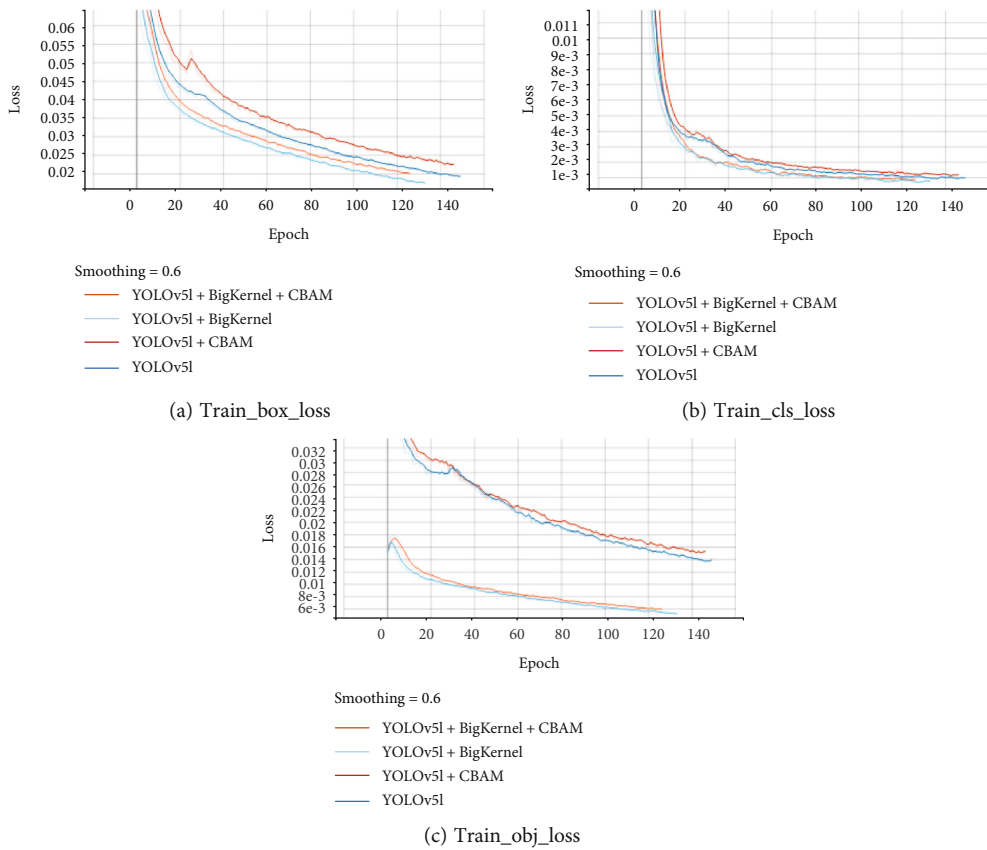 0.06
0.055
0.05
0.045
0.04
0.035
0.03
0.025
0.02
Loss
0 20 40 60 80 100 120 140
Epoch
Smoothing = 0.6
YOLOv5l + BigKernel + CBAM
YOLOv5l + BigKernel
YOLOv5l + CBAM
YOLOv5l
(a) Train_box_loss
0.011
0.01
9e-3
8e-3
7e-3
6e-3
5e-3
4e-3
3e-3
2e-3
1e-3
Loss
0 20 40 60 80 100 120 140
Epoch
Smoothing = 0.6
YOLOv5l + BigKernel + CBAM
YOLOv5l + BigKernel
YOLOv5l + CBAM
YOLOv5l
(b) Train_cls_loss
0.032
0.03
0.028
0.026
0.024
0.022
0.02
0.018
0.016
0.014
0.012
0.01
8e-3
6e-3
Loss
0 20 40 60 80 100 120 140
Epoch
Smoothing = 0.6
YOLOv5l + BigKernel + CBAM
YOLOv5l + BigKernel
YOLOv5l + CBAM
YOLOv5l
(c) Train_obj_loss